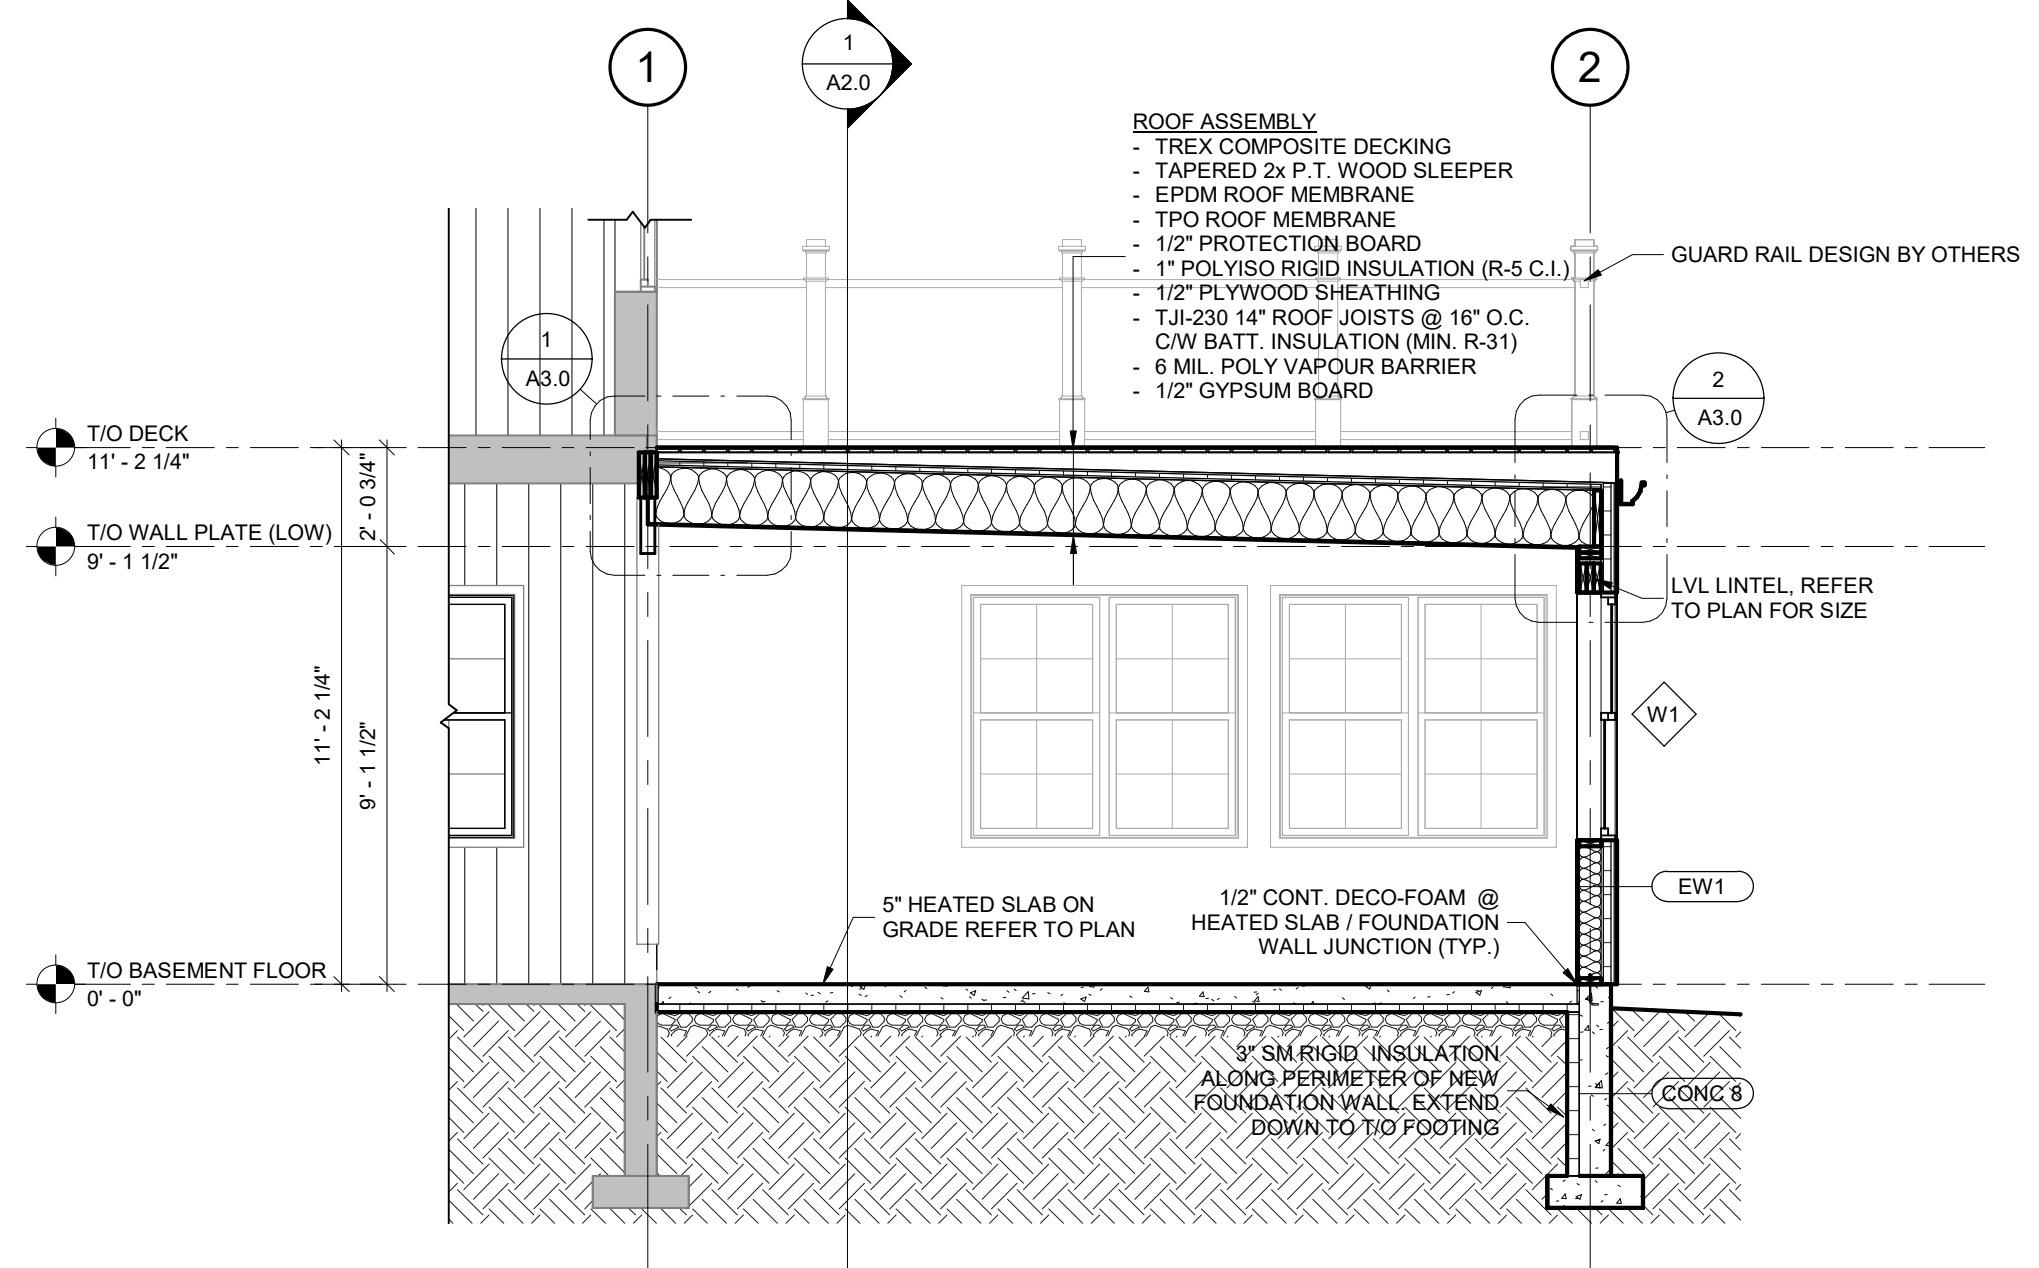 1
1
A2.0
2
ROOF ASSEMBLY
- TREX COMPOSITE DECKING
- TAPERED 2x P.T. WOOD SLEEPER
- EPDM ROOF MEMBRANE
- TPO ROOF MEMBRANE
- 1/2" PROTECTION BOARD
- 1" POLYISO RIGID INSULATION (R-5 C.I.)
- 1/2" PLYWOOD SHEATHING
- TJI-230 14" ROOF JOISTS @ 16" O.C.
C/W BATT. INSULATION (MIN. R-31)
- 6 MIL. POLY VAPOUR BARRIER
- 1/2" GYPSUM BOARD
GUARD RAIL DESIGN BY OTHERS
1
A3.0
2
A3.0
T/O DECK
11' - 2 1/4"
2' - 0 3/4"
T/O WALL PLATE (LOW)
9' - 1 1/2"
LVL LINTEL, REFER
TO PLAN FOR SIZE
11' - 2 1/4"
9' - 1 1/2"
W1
EW1
5" HEATED SLAB ON
GRADE REFER TO PLAN
1/2" CONT. DECO-FOAM @
HEATED SLAB / FOUNDATION
WALL JUNCTION (TYP.)
T/O BASEMENT FLOOR
0' - 0"
3" SM RIGID INSULATION
ALONG PERIMETER OF NEW
FOUNDATION WALL. EXTEND
DOWN TO T/O FOOTING
CONC 8